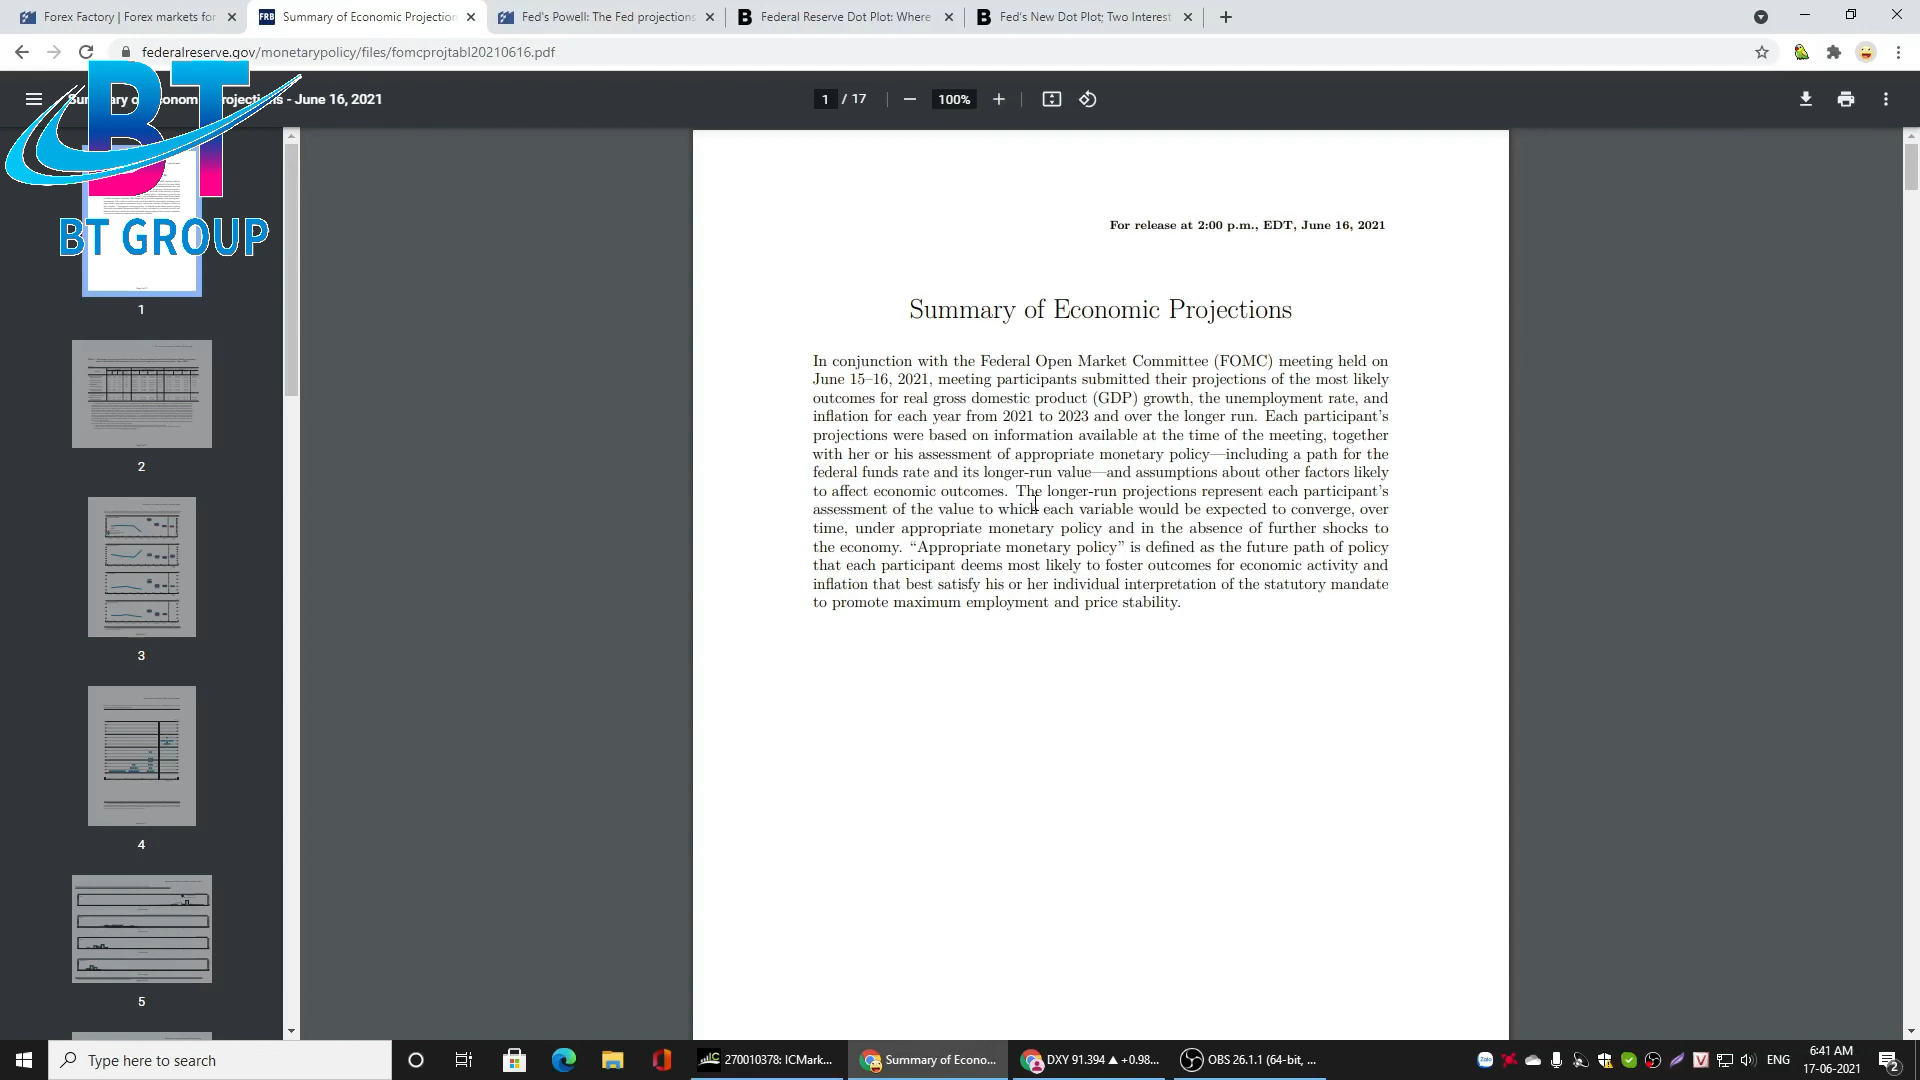 Forex Factory | Forex markets for
Summary of Economic Projection
Fed's Powell: The Fed projections
Federal Reserve Dot Plot: Where
Fed's New Dot Plot; Two Interest
federalreserve.gov/monetarypolicy/files/fomcprojtabl20210616.pdf
- June 16, 2021
1 / 17
100%
BT
BT GROUP
1
2
3
4
5
For release at 2:00 p.m., EDT, June 16, 2021
Summary of Economic Projections
In conjunction with the Federal Open Market Committee (FOMC) meeting held on
June 15–16, 2021, meeting participants submitted their projections of the most likely
outcomes for real gross domestic product (GDP) growth, the unemployment rate, and
inflation for each year from 2021 to 2023 and over the longer run. Each participant's
projections were based on information available at the time of the meeting, together
with her or his assessment of appropriate monetary policy—including a path for the
federal funds rate and its longer-run value—and assumptions about other factors likely
to affect economic outcomes. The longer-run projections represent each participant's
assessment of the value to which each variable would be expected to converge, over
time, under appropriate monetary policy and in the absence of further shocks to
the economy. “Appropriate monetary policy” is defined as the future path of policy
that each participant deems most likely to foster outcomes for economic activity and
inflation that best satisfy his or her individual interpretation of the statutory mandate
to promote maximum employment and price stability.
Type here to search
270010378: ICMark...
Summary of Econo...
DXY 91.394 ▲ +0.98...
OBS 26.1.1 (64-bit, ...
ENG
6:41 AM
17-06-2021
2